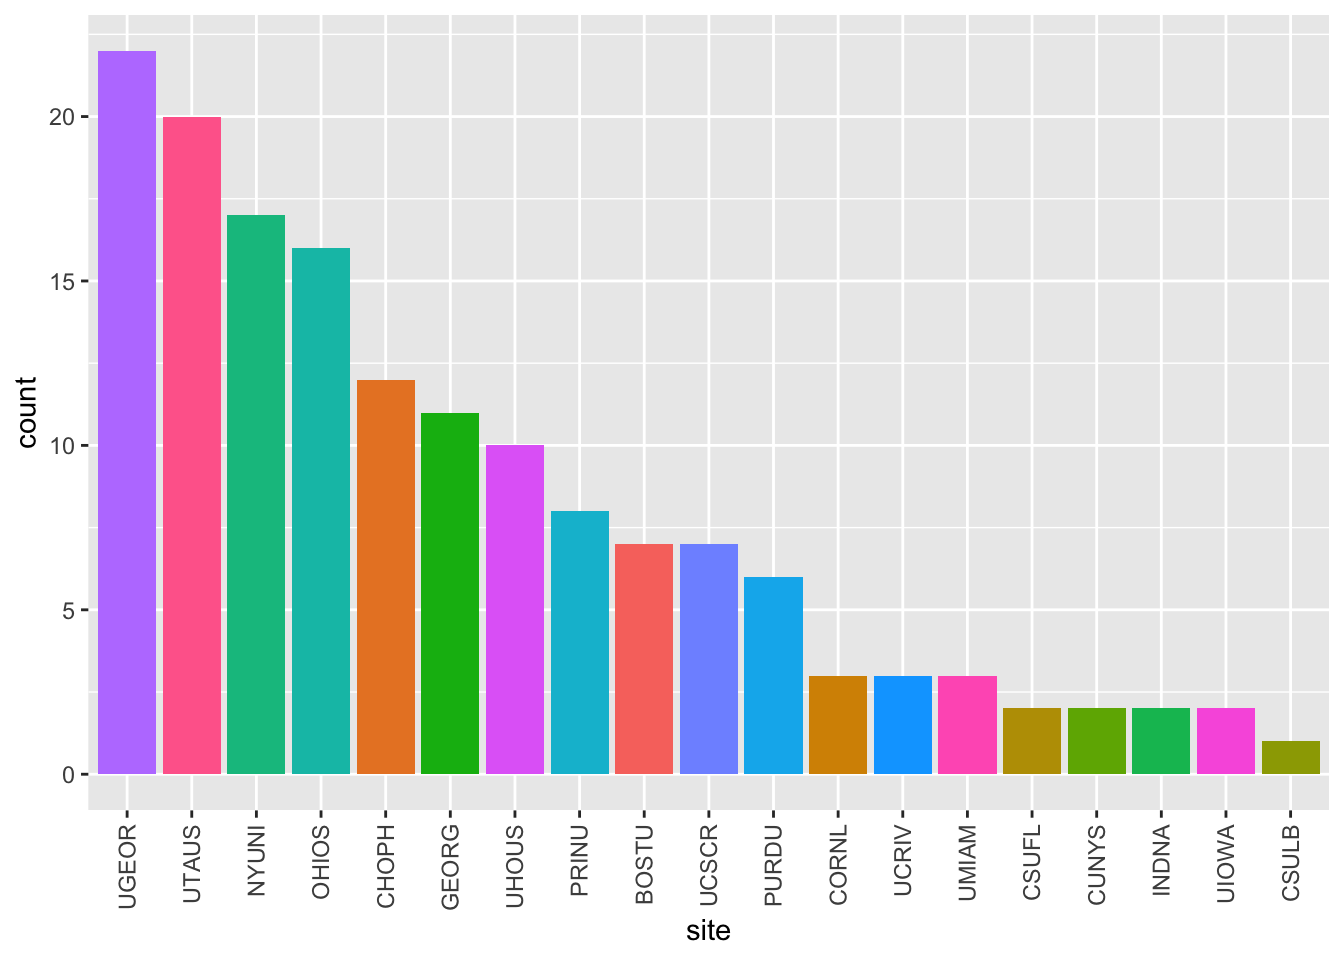 count
20
15
10
5
0
UGEOR
UTAUS
NYUNI
OHIOS
CHOPH
GEORG
UHOUS
PRINU
BOSTU
UCSCR
PURDU
CORNL
UCRIV
UMIAM
CSUFL
CUNYS
INDNA
UIOWA
CSULB
site